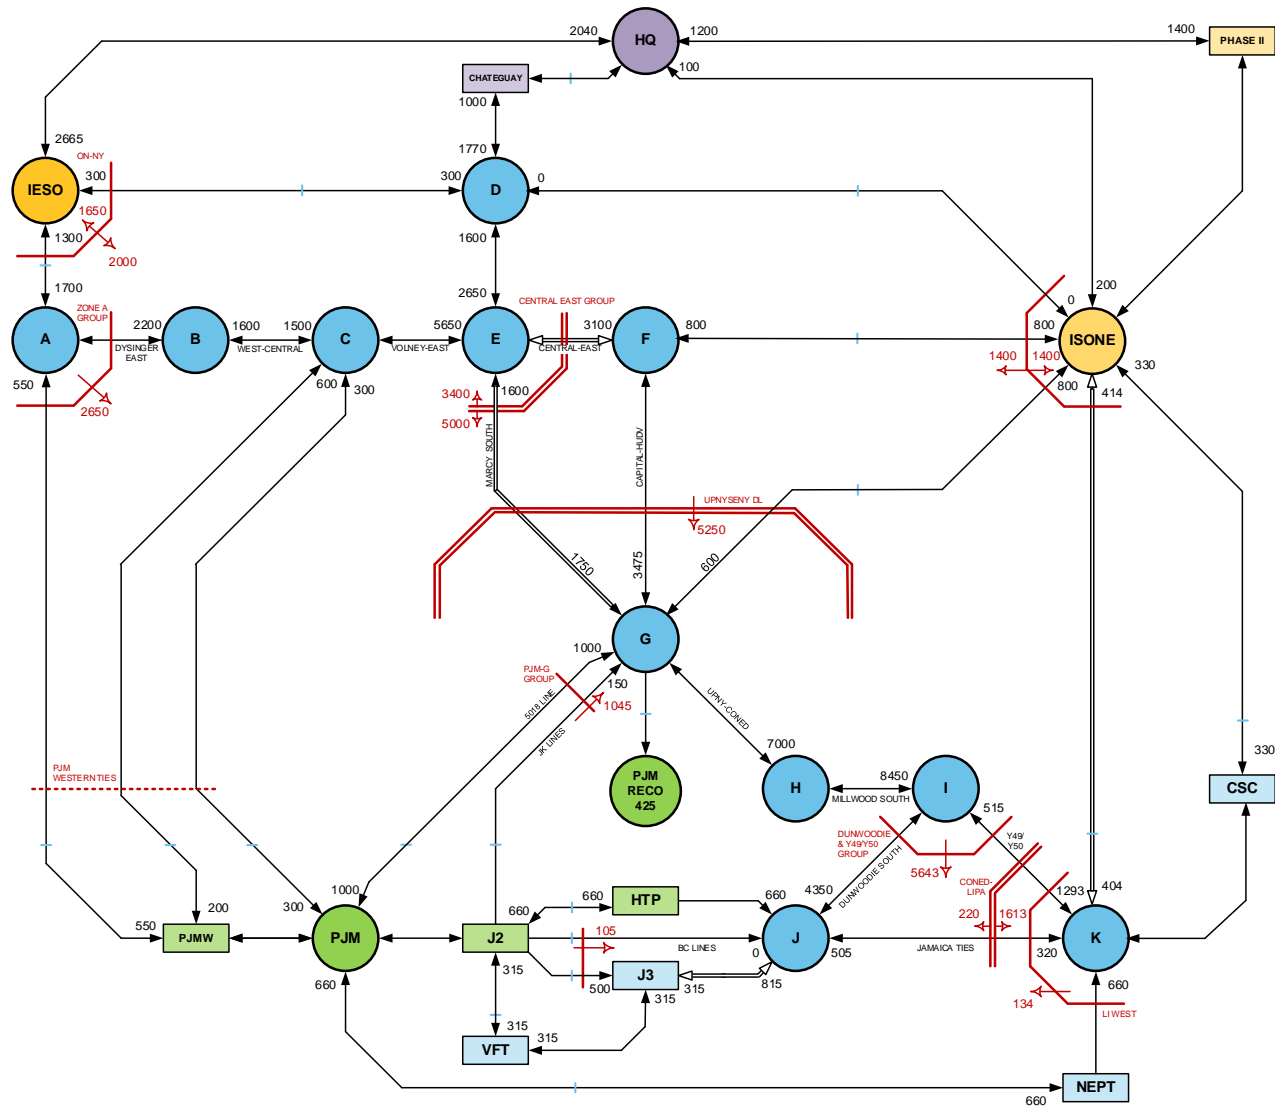 2040
HQ
1200
1400
PHASE II
CHATEGUAY
100
1000
2665
ON-NY
1770
IESO
300
300
D
0
1650
1300
2000
1600
1700
2650
200
0
ZONE A
GROUP
CENTRAL EAST GROUP
A
2200
B
1600
1500
C
5650
E
3100
F
800
800
ISONE
DYSINGER
EAST
WEST-CENTRAL
VOLNEY-EAST
CENTRAL-EAST
550
2650
600
300
3400
1600
5000
1400
1400
800
330
414
MARCY SOUTH
CAPITAL-HUDV
UPNYSENY DL
5250
1750
3475
600
G
1000
PJM-G
GROUP
150
1045
5018 LINE
JK LINES
UPNY-CONED
PJM
WESTERNTIES
PJM
RECO
425
7000
H
8450
MILLWOOD SOUTH
I
515
330
CSC
DUNWOODIE
& Y49/Y50
GROUP
5643
DUNWOODIE SOUTH
Y49/
Y50
CONED-
LIPA
1293
404
1000
300
200
550
PJMW
PJM
660
J2
660
HTP
660
4350
J
220
1613
K
105
BC LINES
0
505
JAMAICA TIES
320
315
500
J3
315
315
815
134
660
LI WEST
660
315
VFT
315
NEPT
660